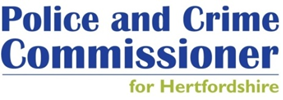 Police and Crime
Commissioner
for Hertfordshire